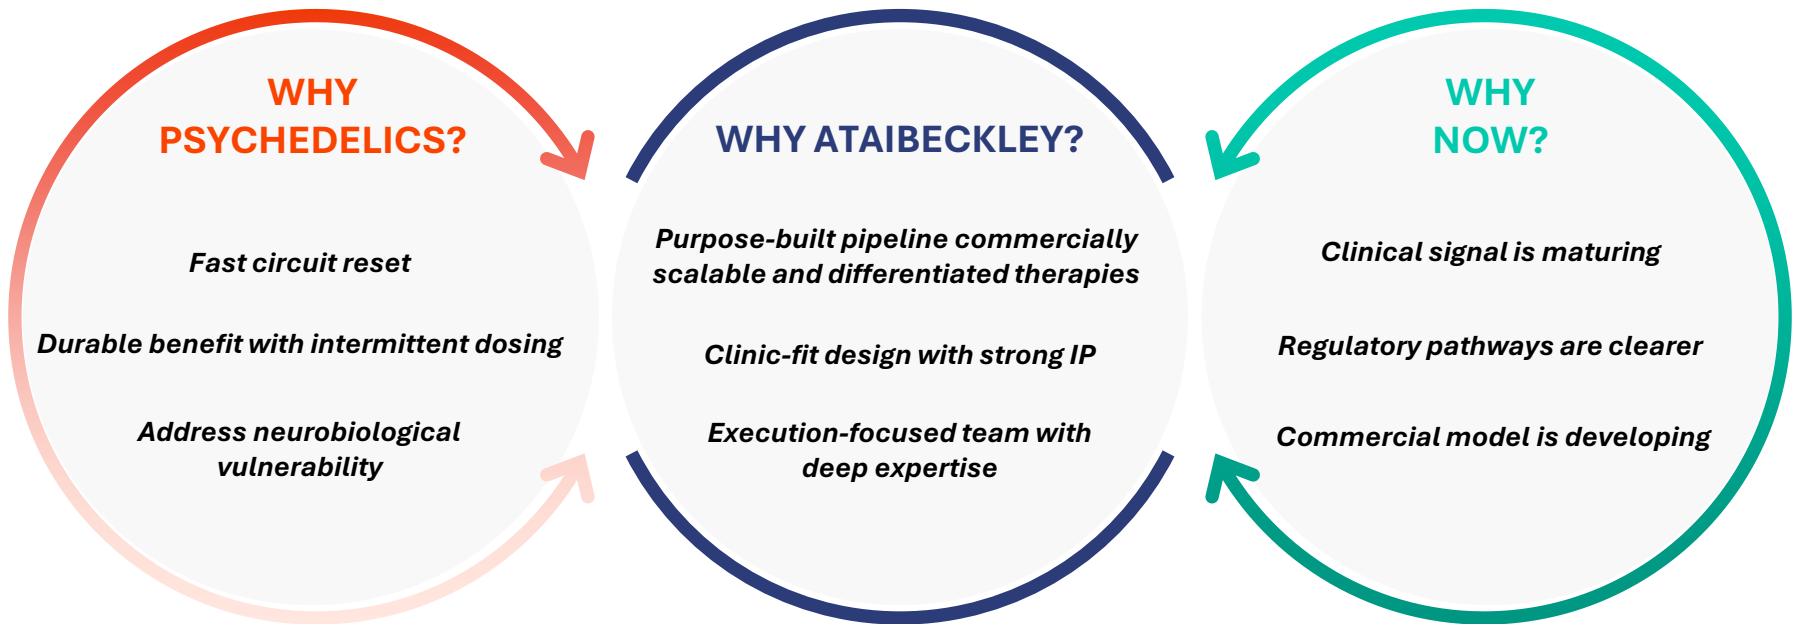 WHY
PSYCHEDELICS?
Fast circuit reset
Durable benefit with intermittent dosing
Address neurobiological
vulnerability
WHY ATAIBECKLEY?
Purpose-built pipeline commercially
scalable and differentiated therapies
Clinic-fit design with strong IP
Execution-focused team with
deep expertise
WHY
NOW?
Clinical signal is maturing
Regulatory pathways are clearer
Commercial model is developing